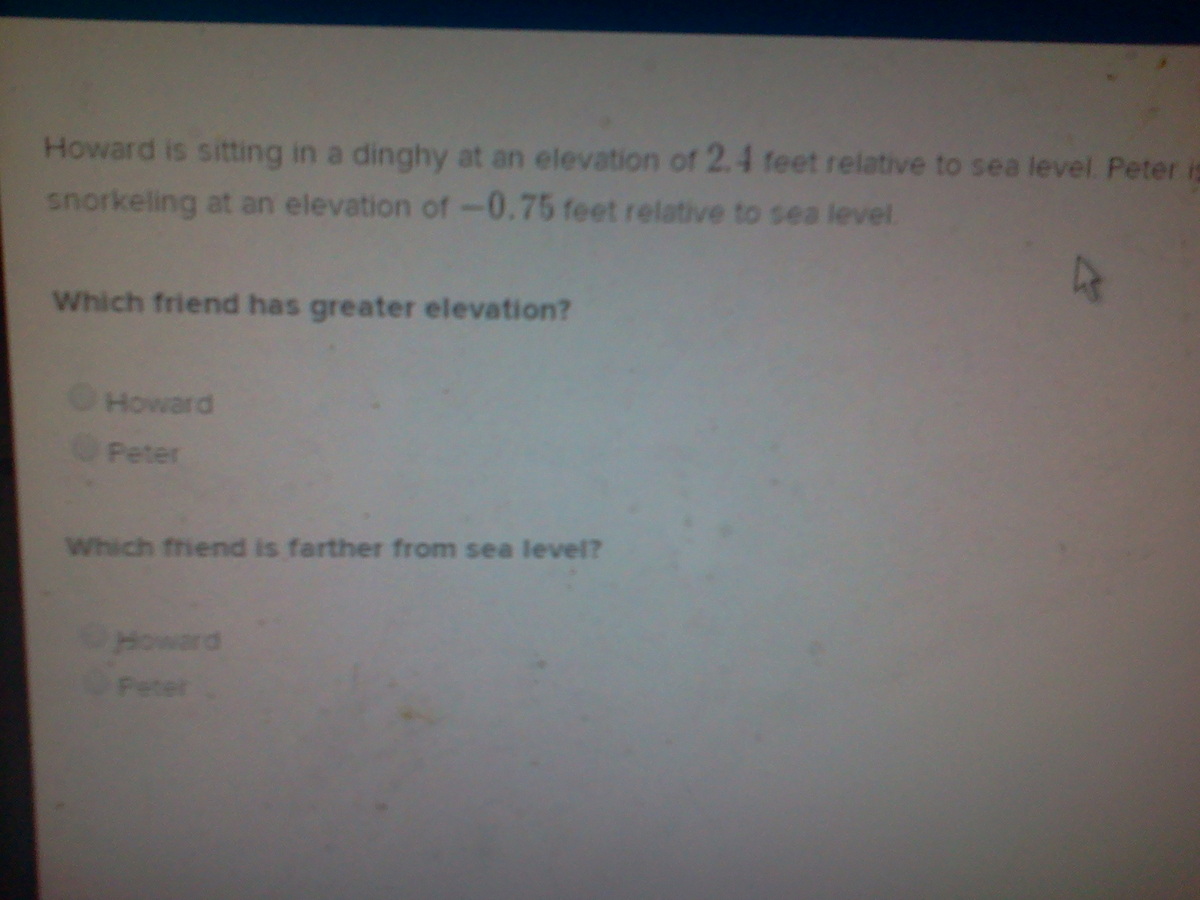 Howard is sitting in a dinghy at an elevation of 2.4 feet relative to sea level. Peter is
snorkeling at an elevation of −0.75 feet relative to sea level.
Which friend has greater elevation?
Howard
Peter
Which friend is farther from sea level?
Howard
Peter